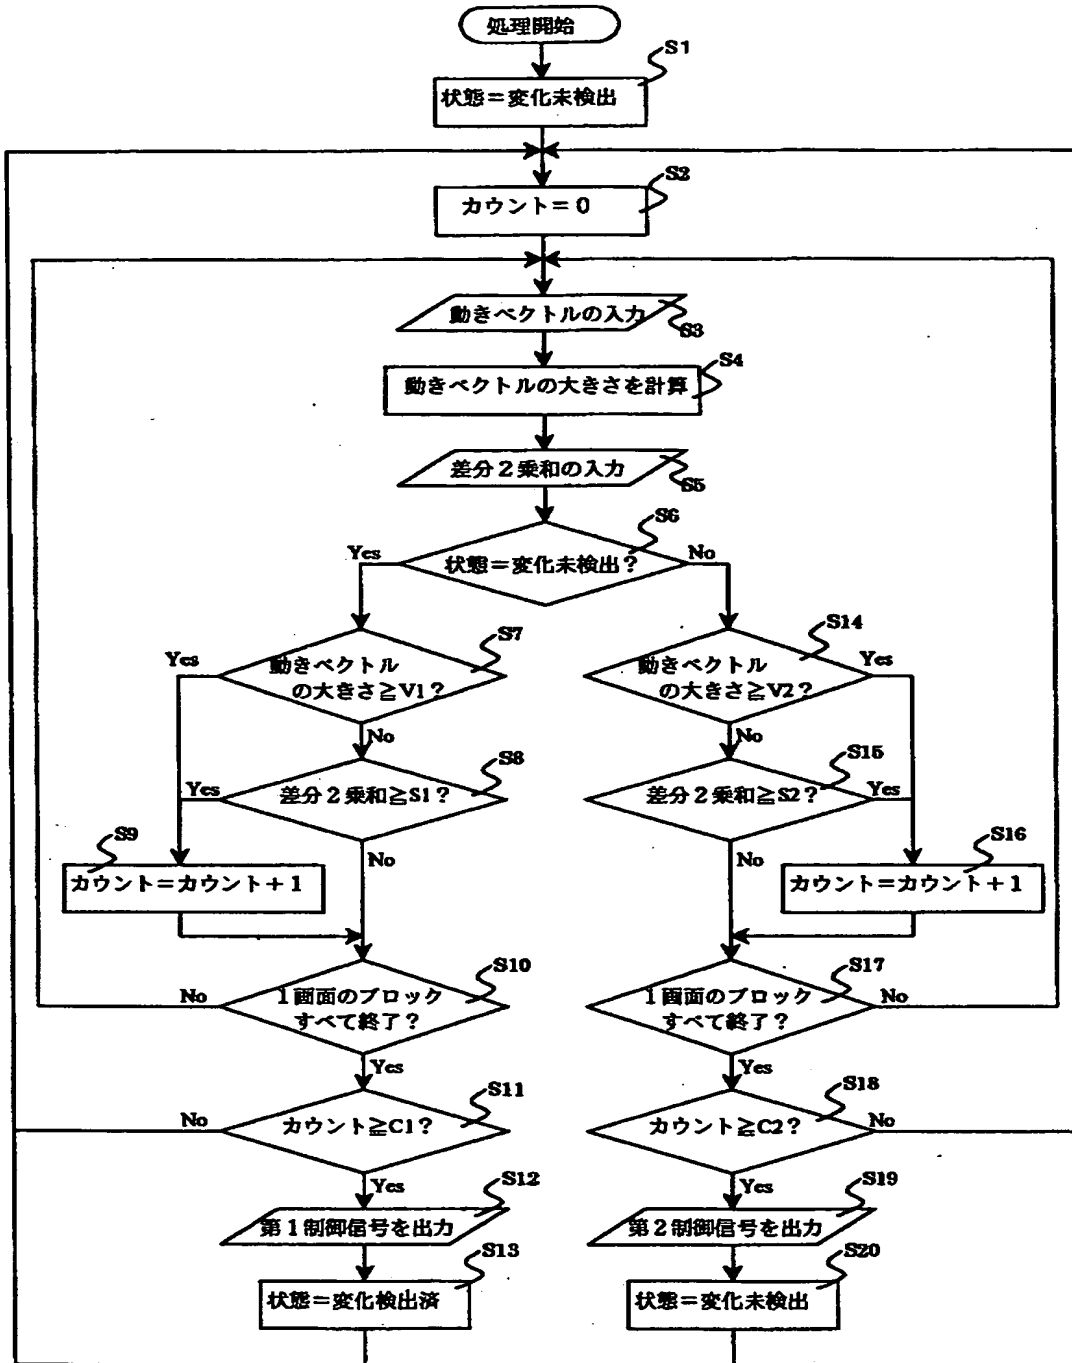 処理開始
S1
状態＝変化未検出
S2
カウント＝０
動きベクトルの入力
S3
S4
動きベクトルの大きさを計算
差分２乗和の入力
S5
S6
状態＝変化未検出？
Yes
No
S7
動きベクトル
の大きさ≧V1？
Yes
No
S14
動きベクトル
の大きさ≧V2？
Yes
No
S8
差分２乗和≧S1？
Yes
No
S15
差分２乗和≧S2？
Yes
No
S9
カウント＝カウント＋１
S16
カウント＝カウント＋１
S10
１画面のブロック
すべて終了？
No
Yes
S17
１画面のブロック
すべて終了？
No
Yes
S11
カウント≧C1？
No
Yes
S18
カウント≧C2？
No
Yes
S12
第１制御信号を出力
S19
第２制御信号を出力
S13
状態＝変化検出済
S20
状態＝変化未検出